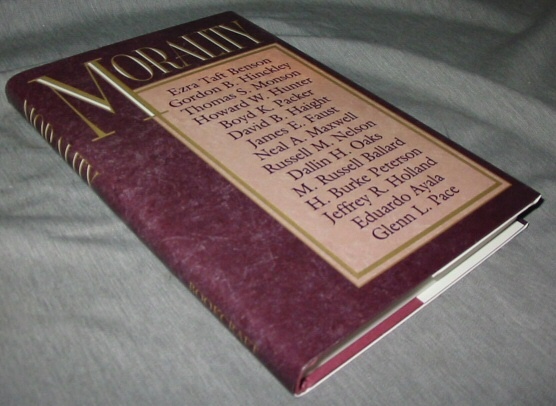 MORALITY
Ezra Taft Benson
Gordon B. Hinckley
Thomas S. Monson
Howard W. Hunter
Boyd K. Packer
David B. Haight
James E. Faust
Neal A. Maxwell
Russell M. Nelson
Dallin H. Oaks
M. Russell Ballard
H. Burke Peterson
Jeffrey R. Holland
Eduardo Ayala
Glenn L. Pace
MORALITY